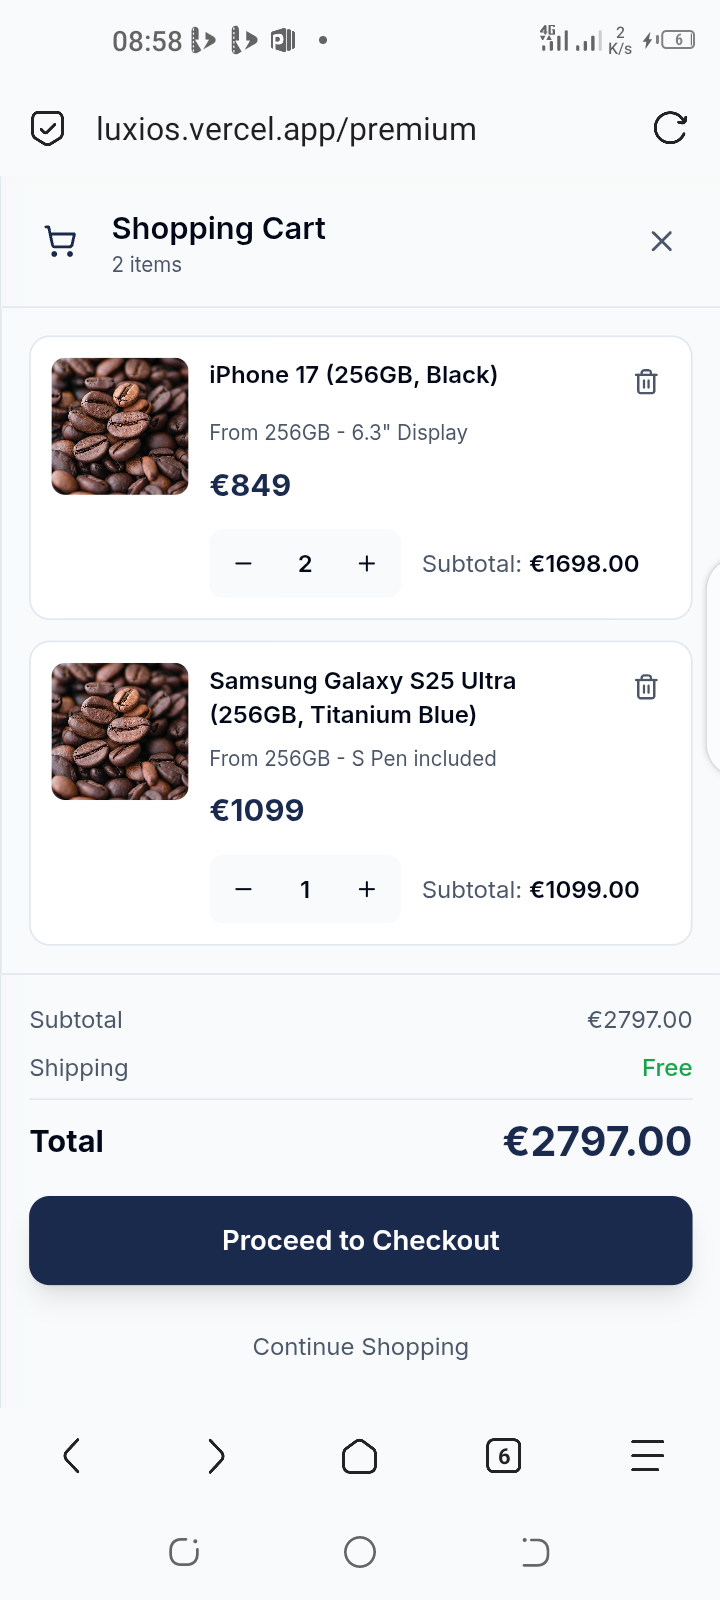 08:58
4G
2
K/s
6
luxios.vercel.app/premium
Shopping Cart
2 items
iPhone 17 (256GB, Black)
From 256GB - 6.3" Display
€849
− 2 + Subtotal: €1698.00
Samsung Galaxy S25 Ultra
(256GB, Titanium Blue)
From 256GB - S Pen included
€1099
− 1 + Subtotal: €1099.00
Subtotal €2797.00
Shipping Free
Total €2797.00
Proceed to Checkout
Continue Shopping
6